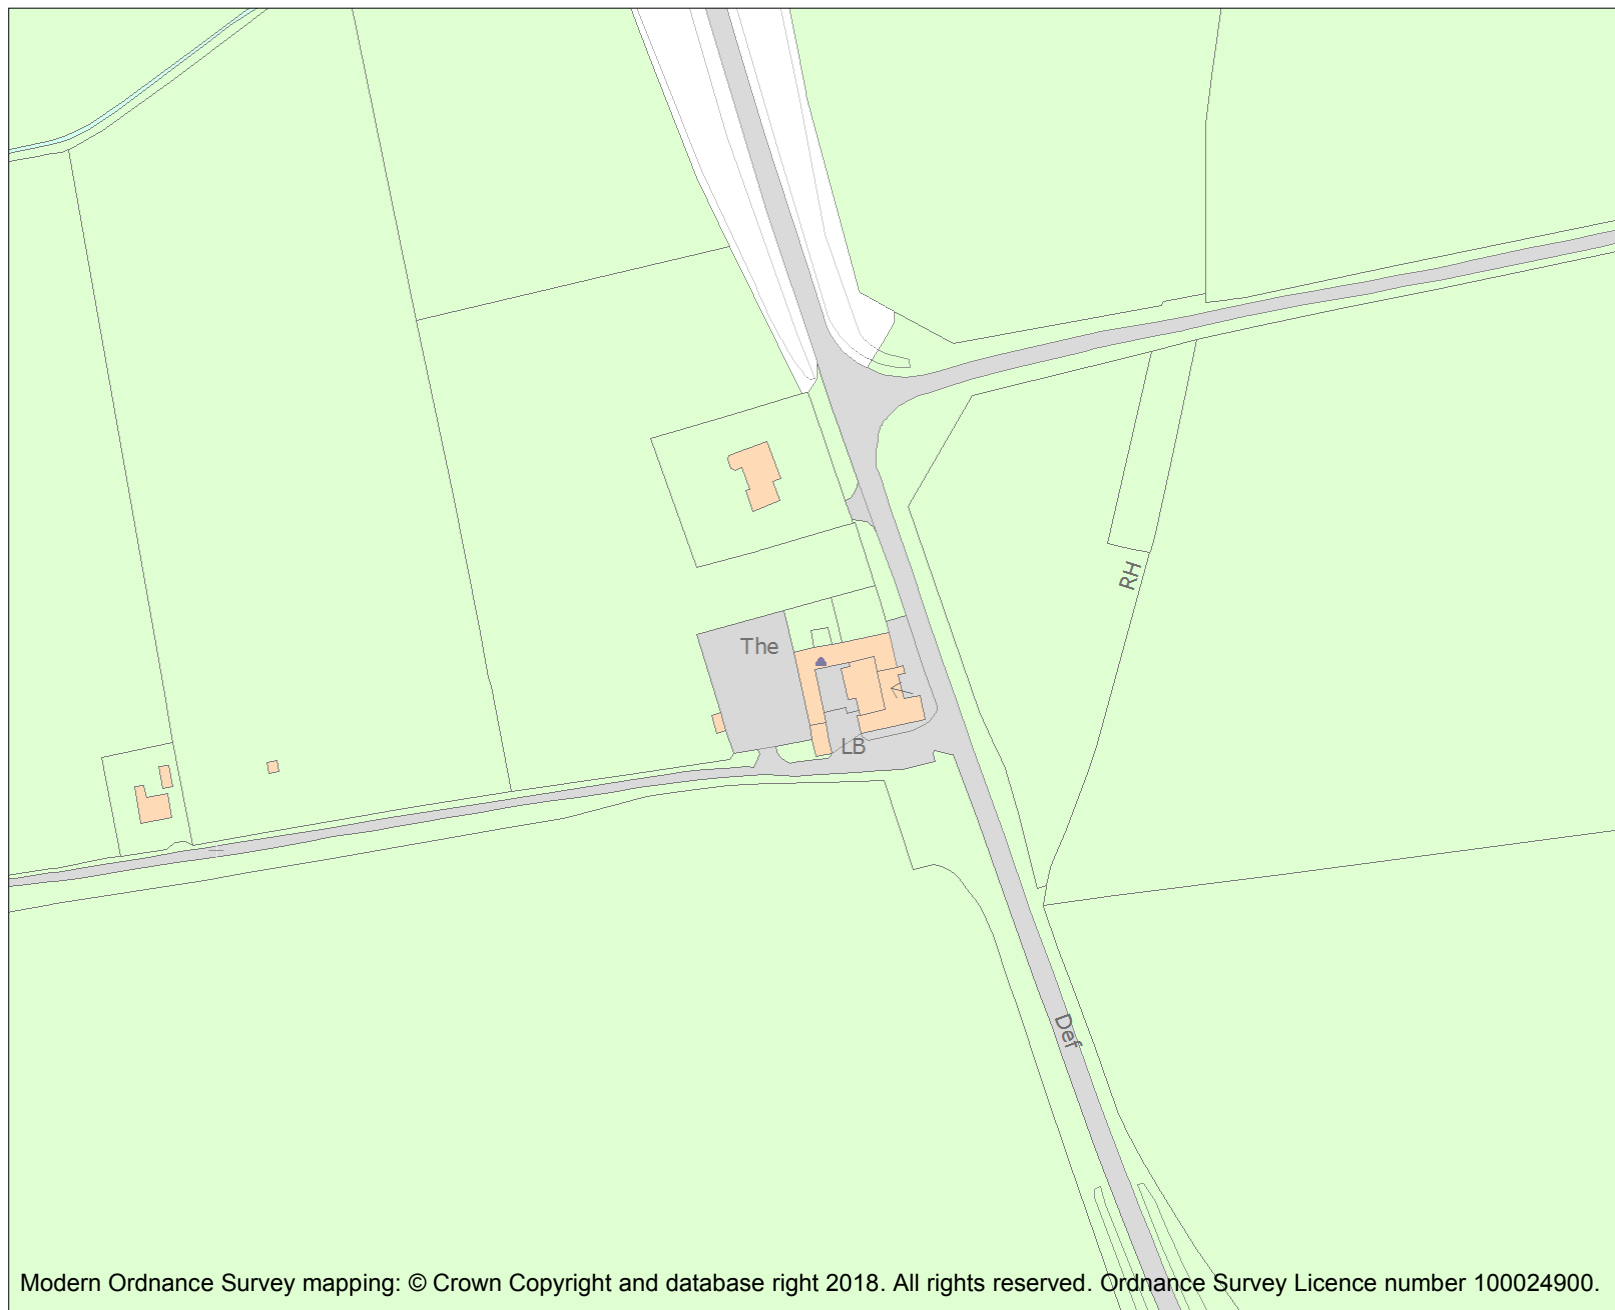 RH
The
LB
Def
Modern Ordnance Survey mapping: © Crown Copyright and database right 2018. All rights reserved. Ordnance Survey Licence number 100024900.